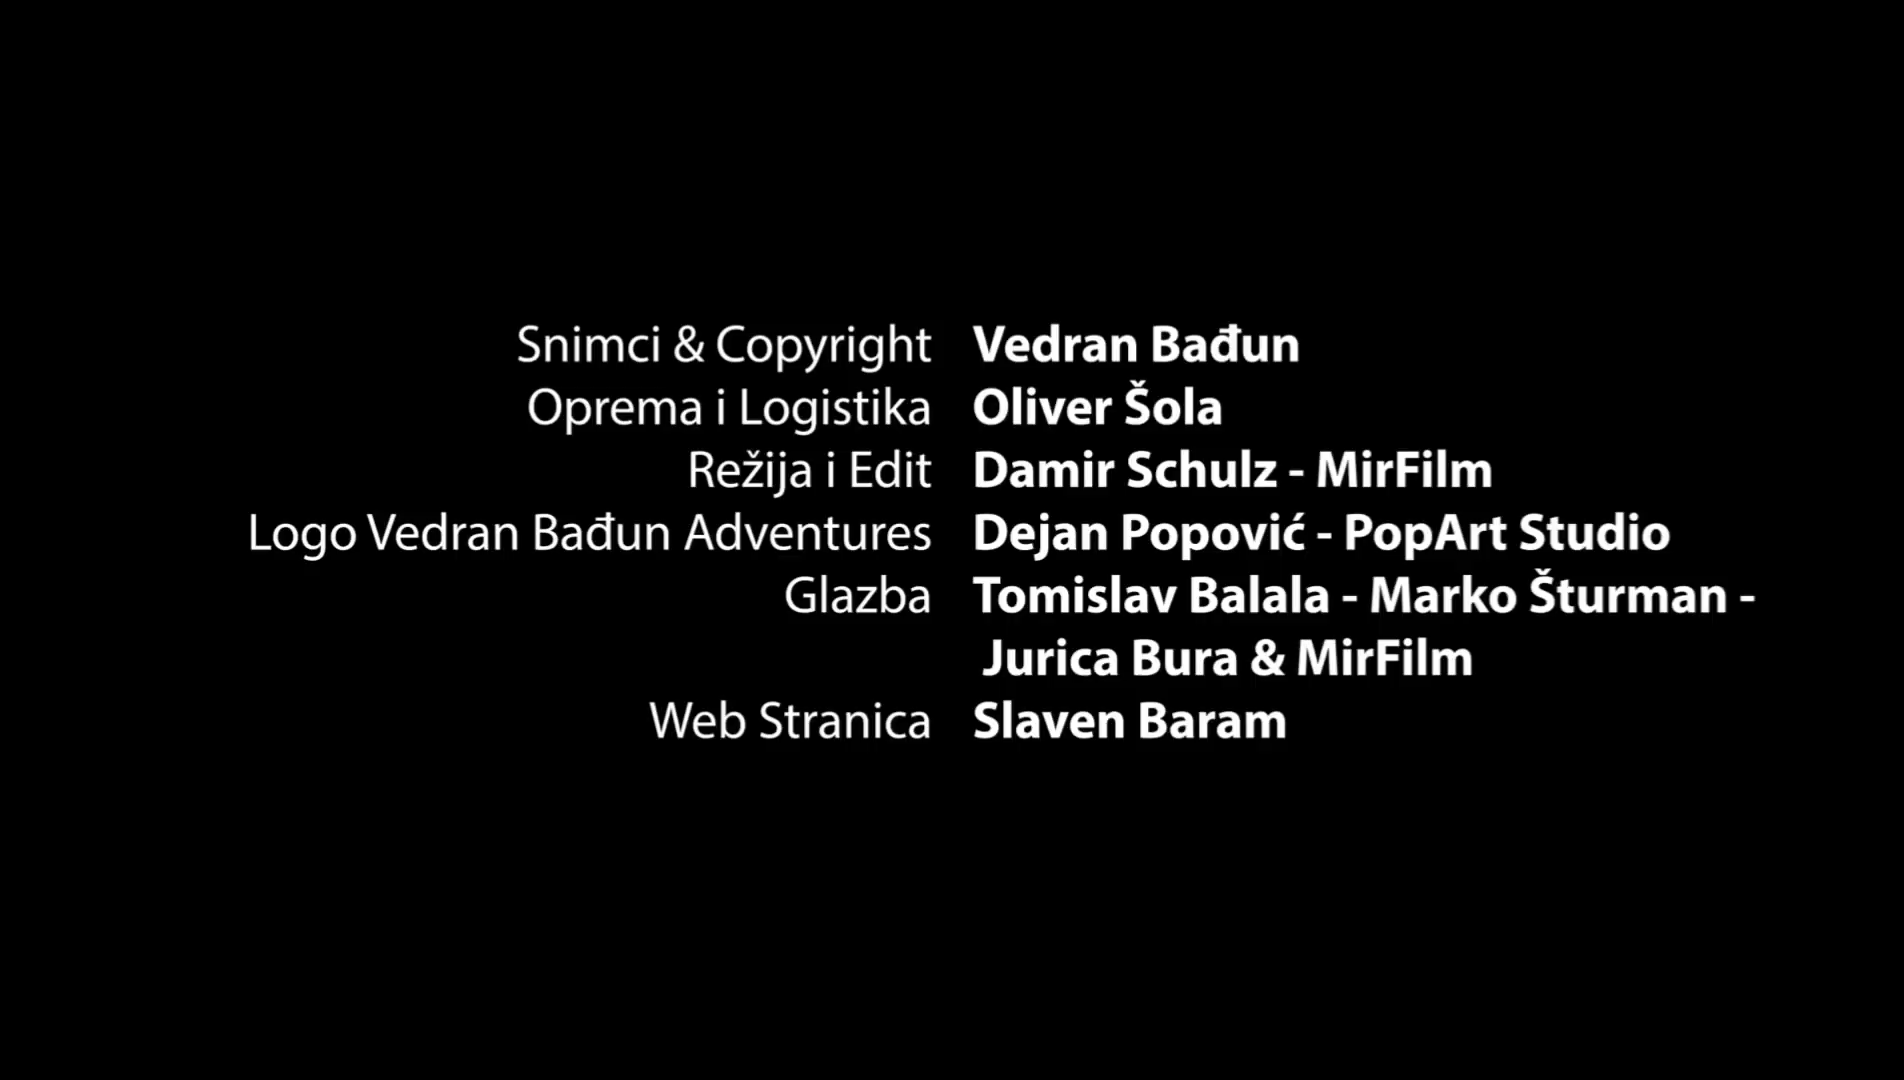 Snimci & Copyright Vedran Bađun
Oprema i Logistika Oliver Šola
Režija i Edit Damir Schulz - MirFilm
Logo Vedran Bađun Adventures Dejan Popović - PopArt Studio
Glazba Tomislav Balala - Marko Šturman -
Jurica Bura & MirFilm
Web Stranica Slaven Baram